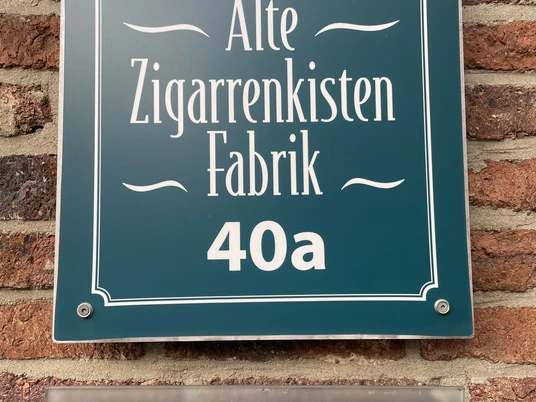 Alte
Zigarrenkisten
Fabrik
40a